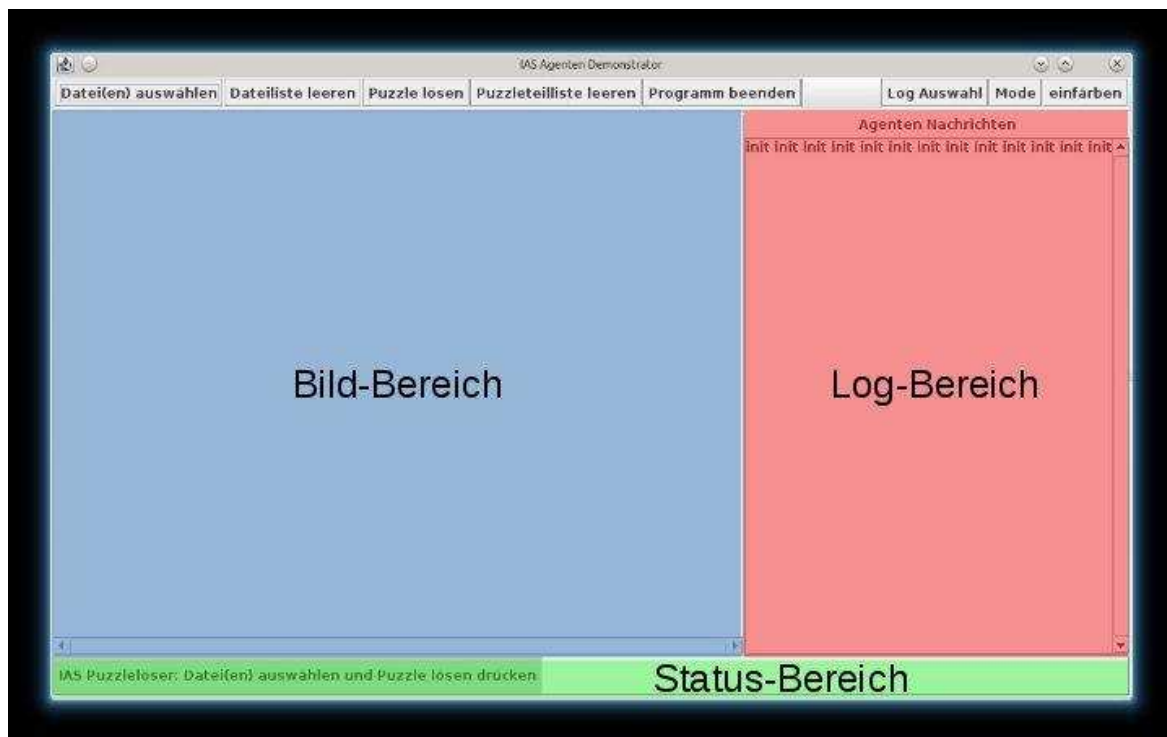 IAS Agenten Demonstrator
Datei(en) auswählen Dateiliste leeren Puzzle lösen Puzzleteilliste leeren Programm beenden Log Auswahl Mode einfärben
Agenten Nachrichten
init init init init init init init init init init init init init
Bild-Bereich
Log-Bereich
IAS Puzzlelöser: Datei(en) auswählen und Puzzle lösen drücken
Status-Bereich